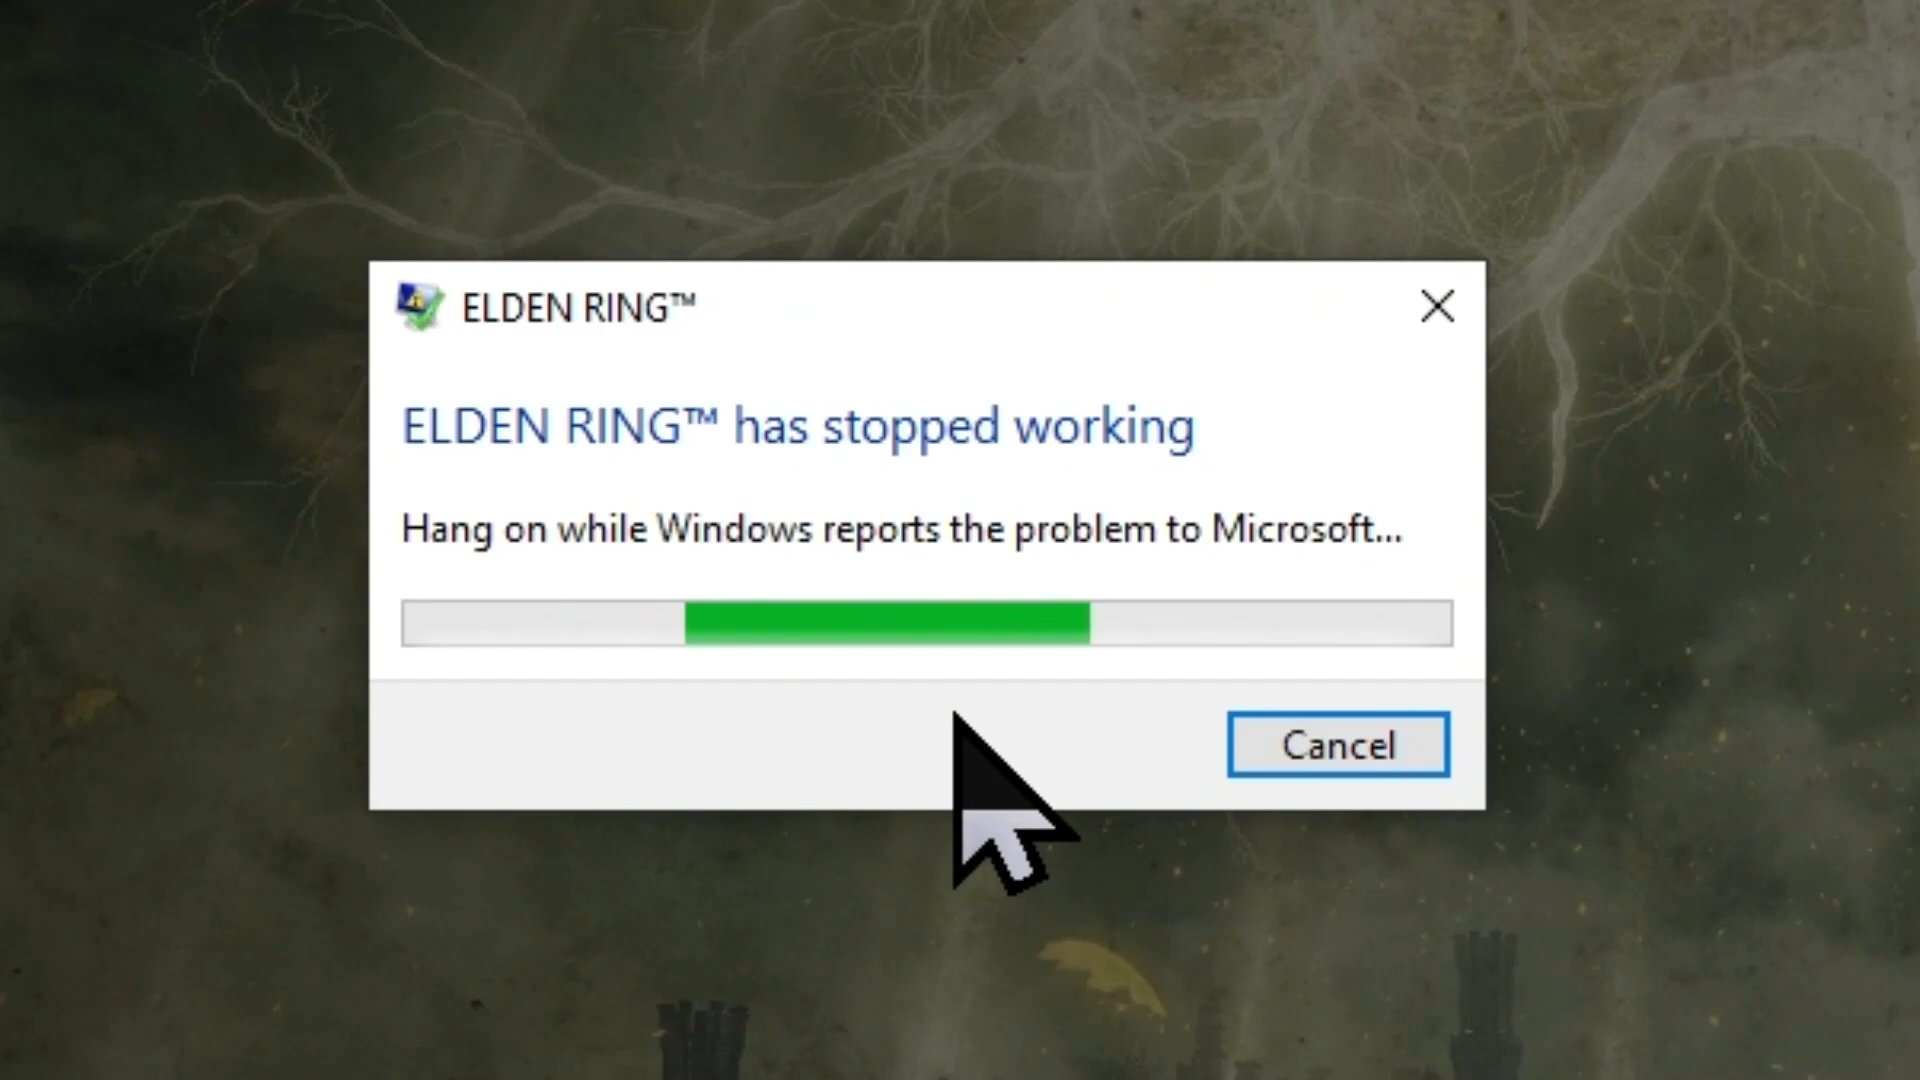 ELDEN RING™
ELDEN RING™ has stopped working
Hang on while Windows reports the problem to Microsoft...
Cancel